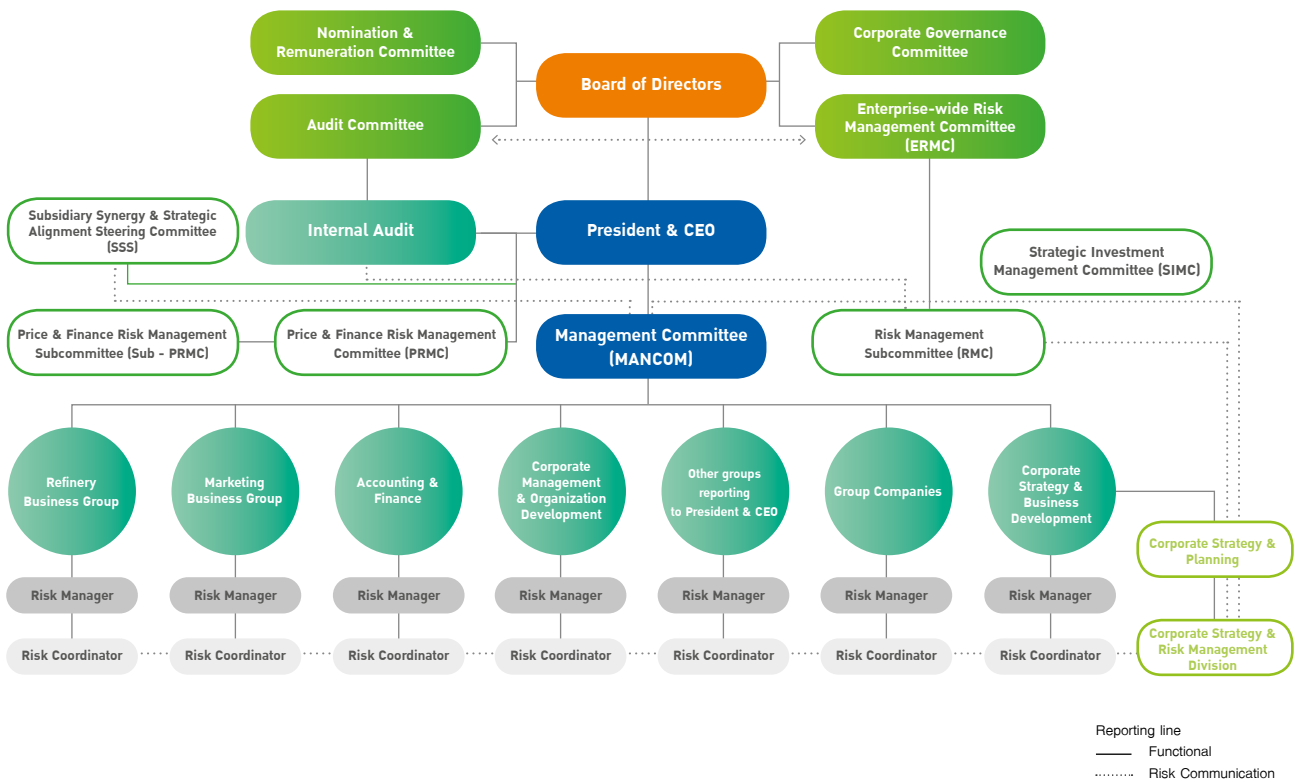 Nomination &
Remuneration Committee
Corporate Governance
Committee
Board of Directors
Audit Committee
Enterprise-wide Risk
Management Committee
(ERMC)
Subsidiary Synergy & Strategic
Alignment Steering Committee
(SSS)
Internal Audit
President & CEO
Strategic Investment
Management Committee (SIMC)
Price & Finance Risk Management
Subcommittee (Sub - PRMC)
Price & Finance Risk Management
Committee (PRMC)
Management Committee
(MANCOM)
Risk Management
Subcommittee (RMC)
Refinery
Business Group
Marketing
Business Group
Accounting &
Finance
Corporate
Management
& Organization
Development
Other groups
reporting
to President & CEO
Group Companies
Corporate
Strategy &
Business
Development
Corporate Strategy &
Planning
Risk Manager
Risk Manager
Risk Manager
Risk Manager
Risk Manager
Risk Manager
Risk Manager
Risk Coordinator
Risk Coordinator
Risk Coordinator
Risk Coordinator
Risk Coordinator
Risk Coordinator
Risk Coordinator
Corporate Strategy &
Risk Management
Division
Reporting line
Functional
Risk Communication